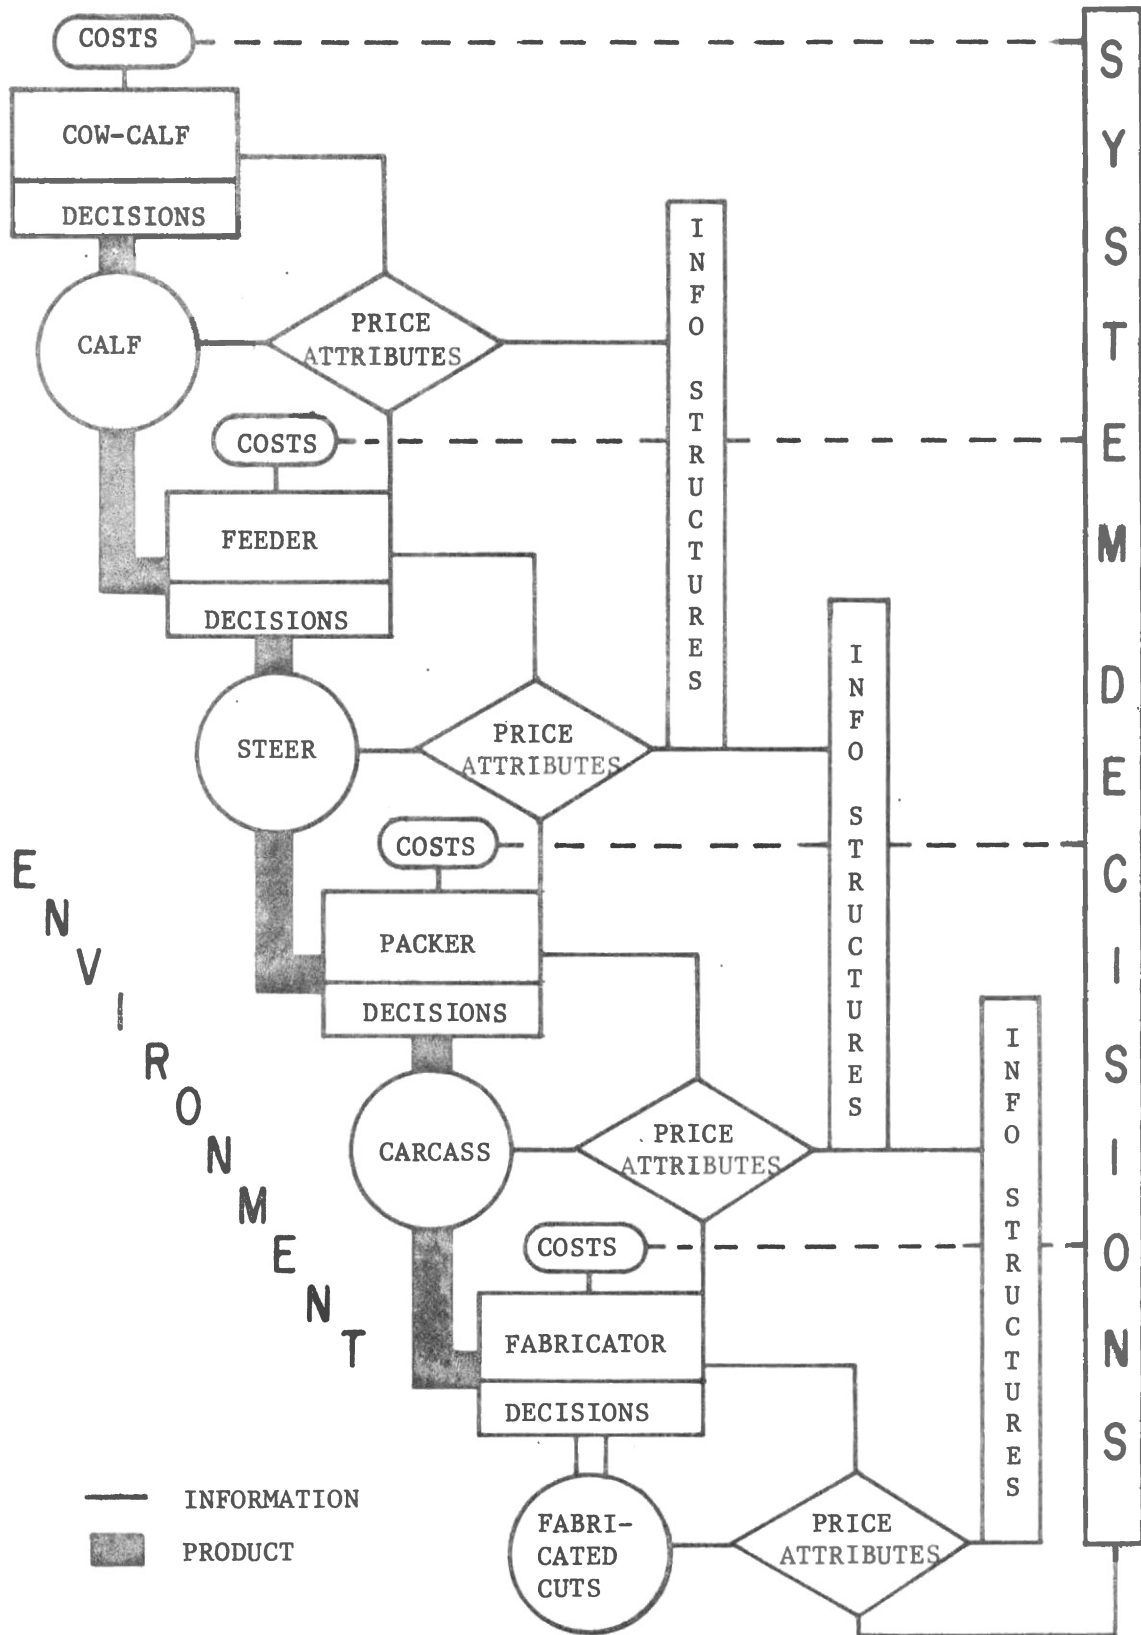 COSTS
COW-CALF
DECISIONS
CALF
PRICE
ATTRIBUTES
INFO STRUCTURES
COSTS
FEEDER
DECISIONS
STEER
PRICE
ATTRIBUTES
INFO STRUCTURES
COSTS
PACKER
DECISIONS
CARCASS
PRICE
ATTRIBUTES
INFO STRUCTURES
COSTS
FABRICATOR
DECISIONS
FABRI-
CATED
CUTS
PRICE
ATTRIBUTES
SYSTEM DECISIONS
ENVIRONMENT
INFORMATION
PRODUCT